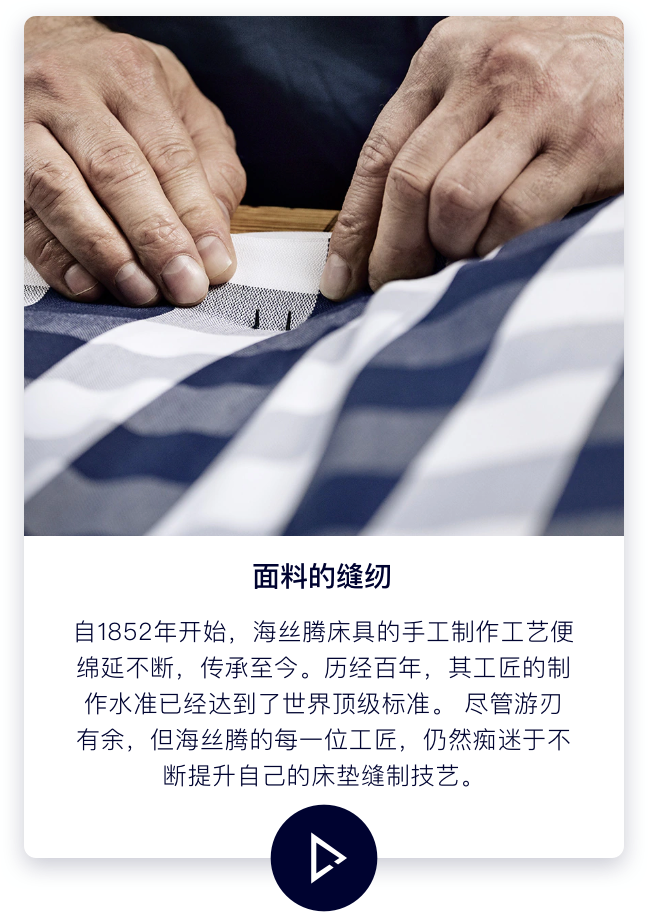 面料的缝纫
自1852年开始，海丝腾床具的手工制作工艺便
绵延不断，传承至今。历经百年，其工匠的制
作水准已经达到了世界顶级标准。 尽管游刃
有余，但海丝腾的每一位工匠，仍然痴迷于不
断提升自己的床垫缝制技艺。